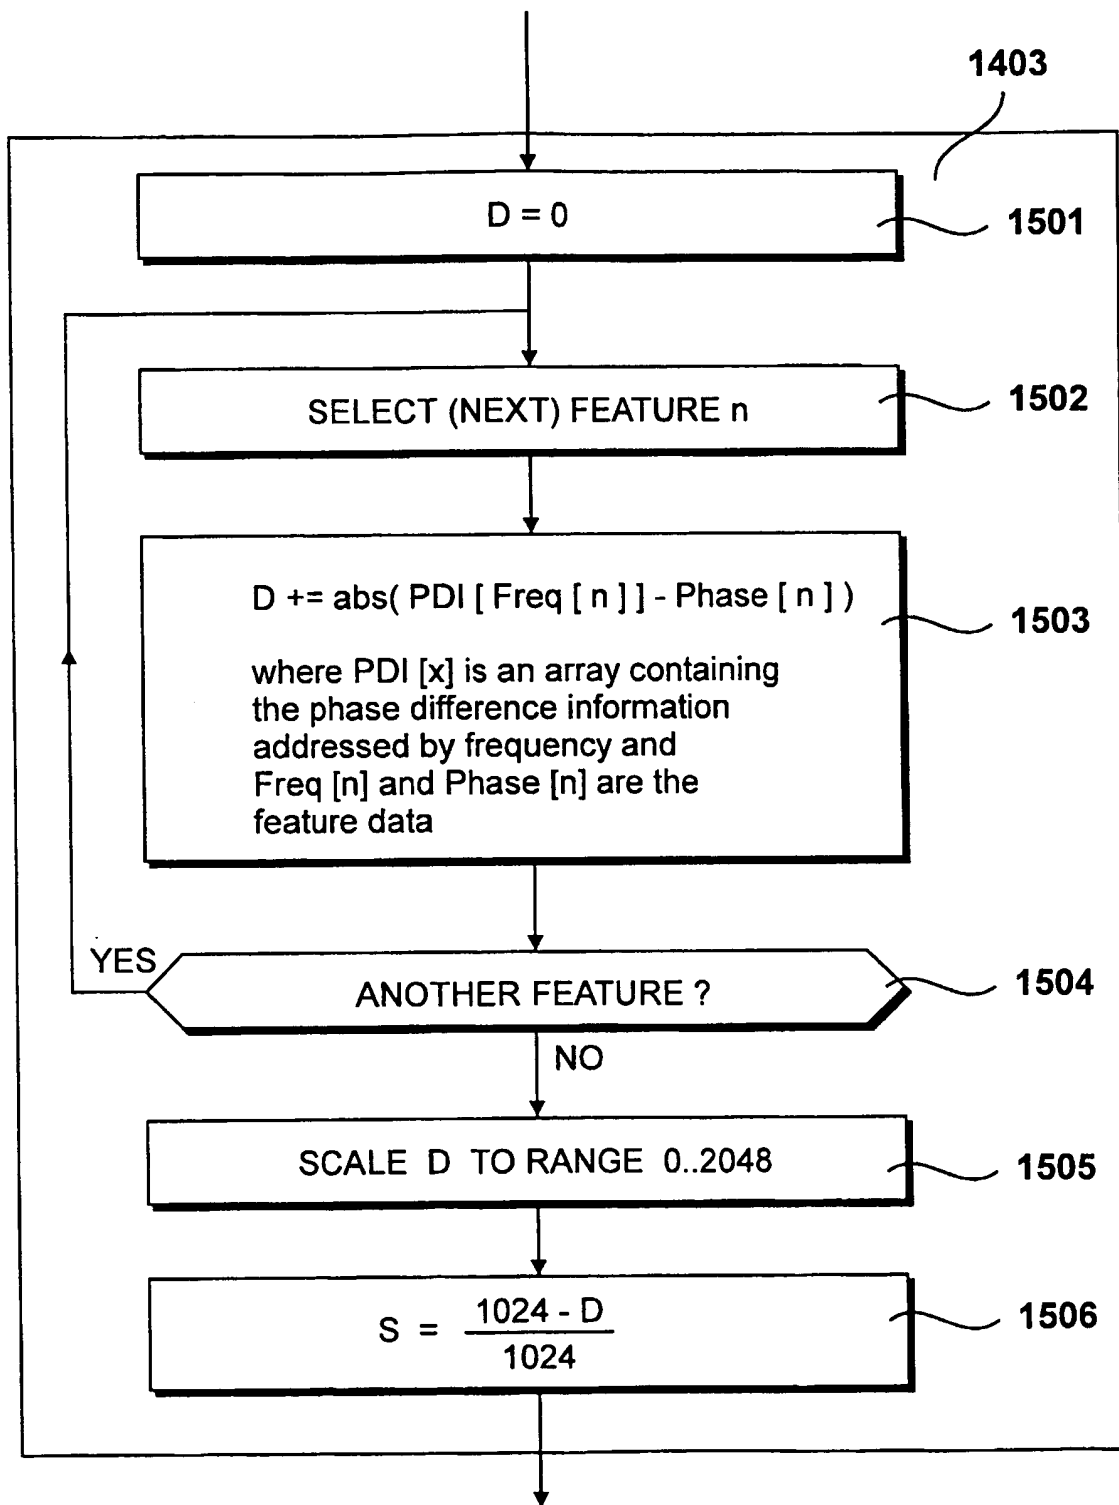 1403
D = 0
1501
SELECT (NEXT) FEATURE n
1502
D += abs( PDI [ Freq [ n ] ] - Phase [ n ] )
1503
where PDI [x] is an array containing
the phase difference information
addressed by frequency and
Freq [n] and Phase [n] are the
feature data
YES
ANOTHER FEATURE ?
1504
NO
SCALE D TO RANGE 0..2048
1505
S = 1024 - D
1024
1506